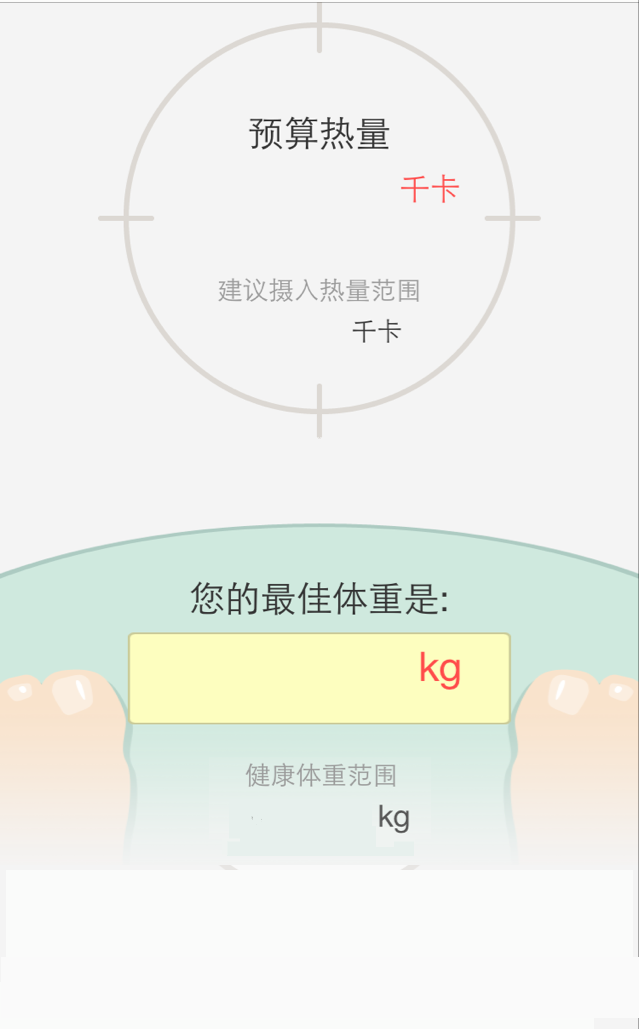 预算热量
千卡
建议摄入热量范围
千卡
您的最佳体重是:
kg
健康体重范围
kg